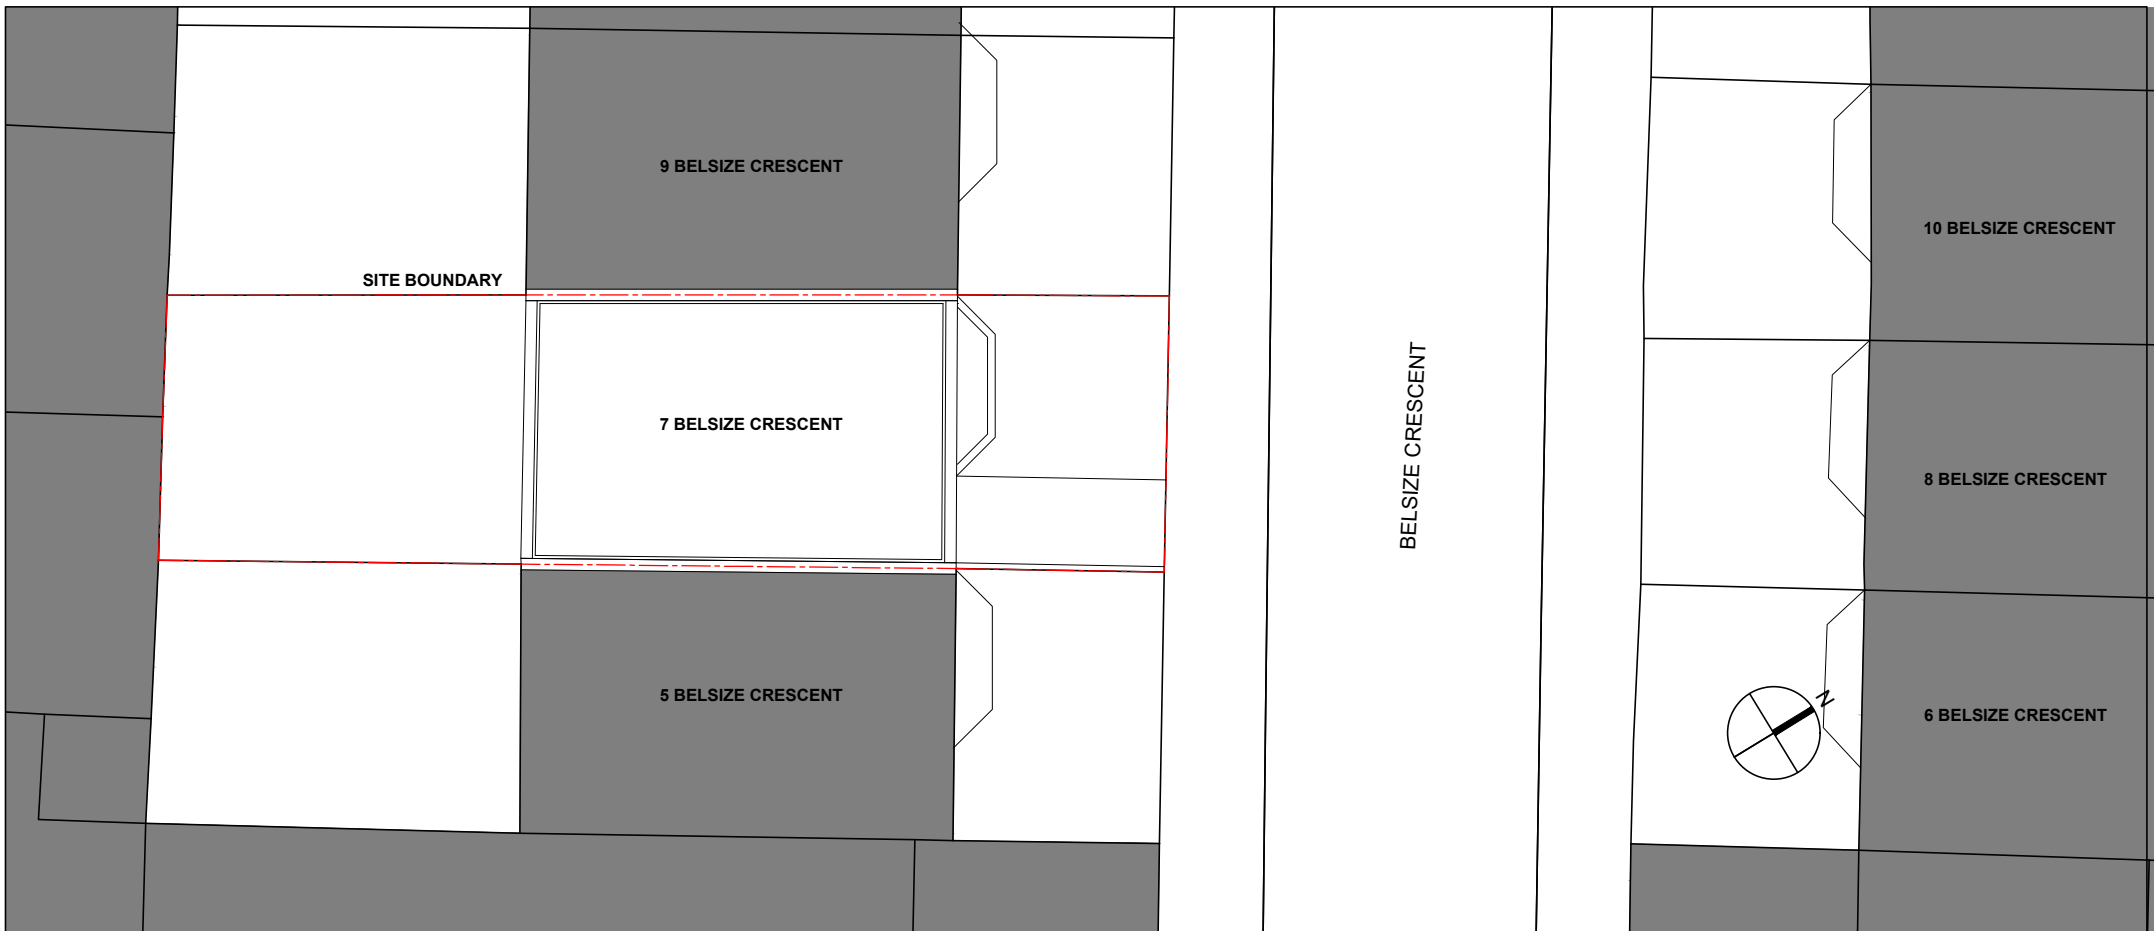 9 BELSIZE CRESCENT
10 BELSIZE CRESCENT
SITE BOUNDARY
7 BELSIZE CRESCENT
BELSIZE CRESCENT
8 BELSIZE CRESCENT
5 BELSIZE CRESCENT
N
6 BELSIZE CRESCENT